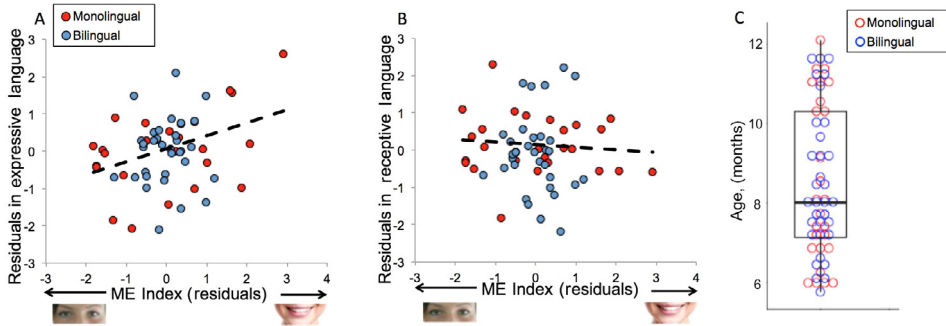 A
Monolingual
Bilingual
Residuals in expressive language
3
2
1
0
-1
-2
-3
-3 -2 -1 0 1 2 3 4
ME Index (residuals)
B
Residuals in receptive language
3
2
1
0
-1
-2
-3
-3 -2 -1 0 1 2 3 4
ME Index (residuals)
C
Monolingual
Bilingual
Age, (months)
12
10
8
6